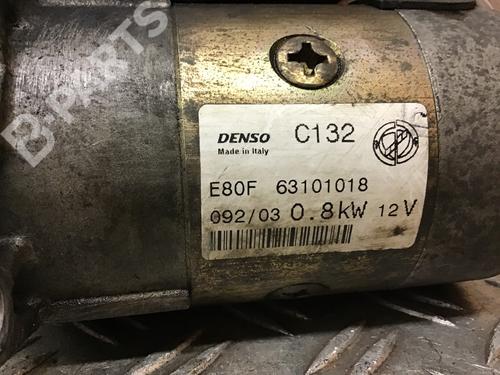 B-PARTS
DENSO C132
Made in Italy
E80F 63101018
092/03 0.8kW 12V